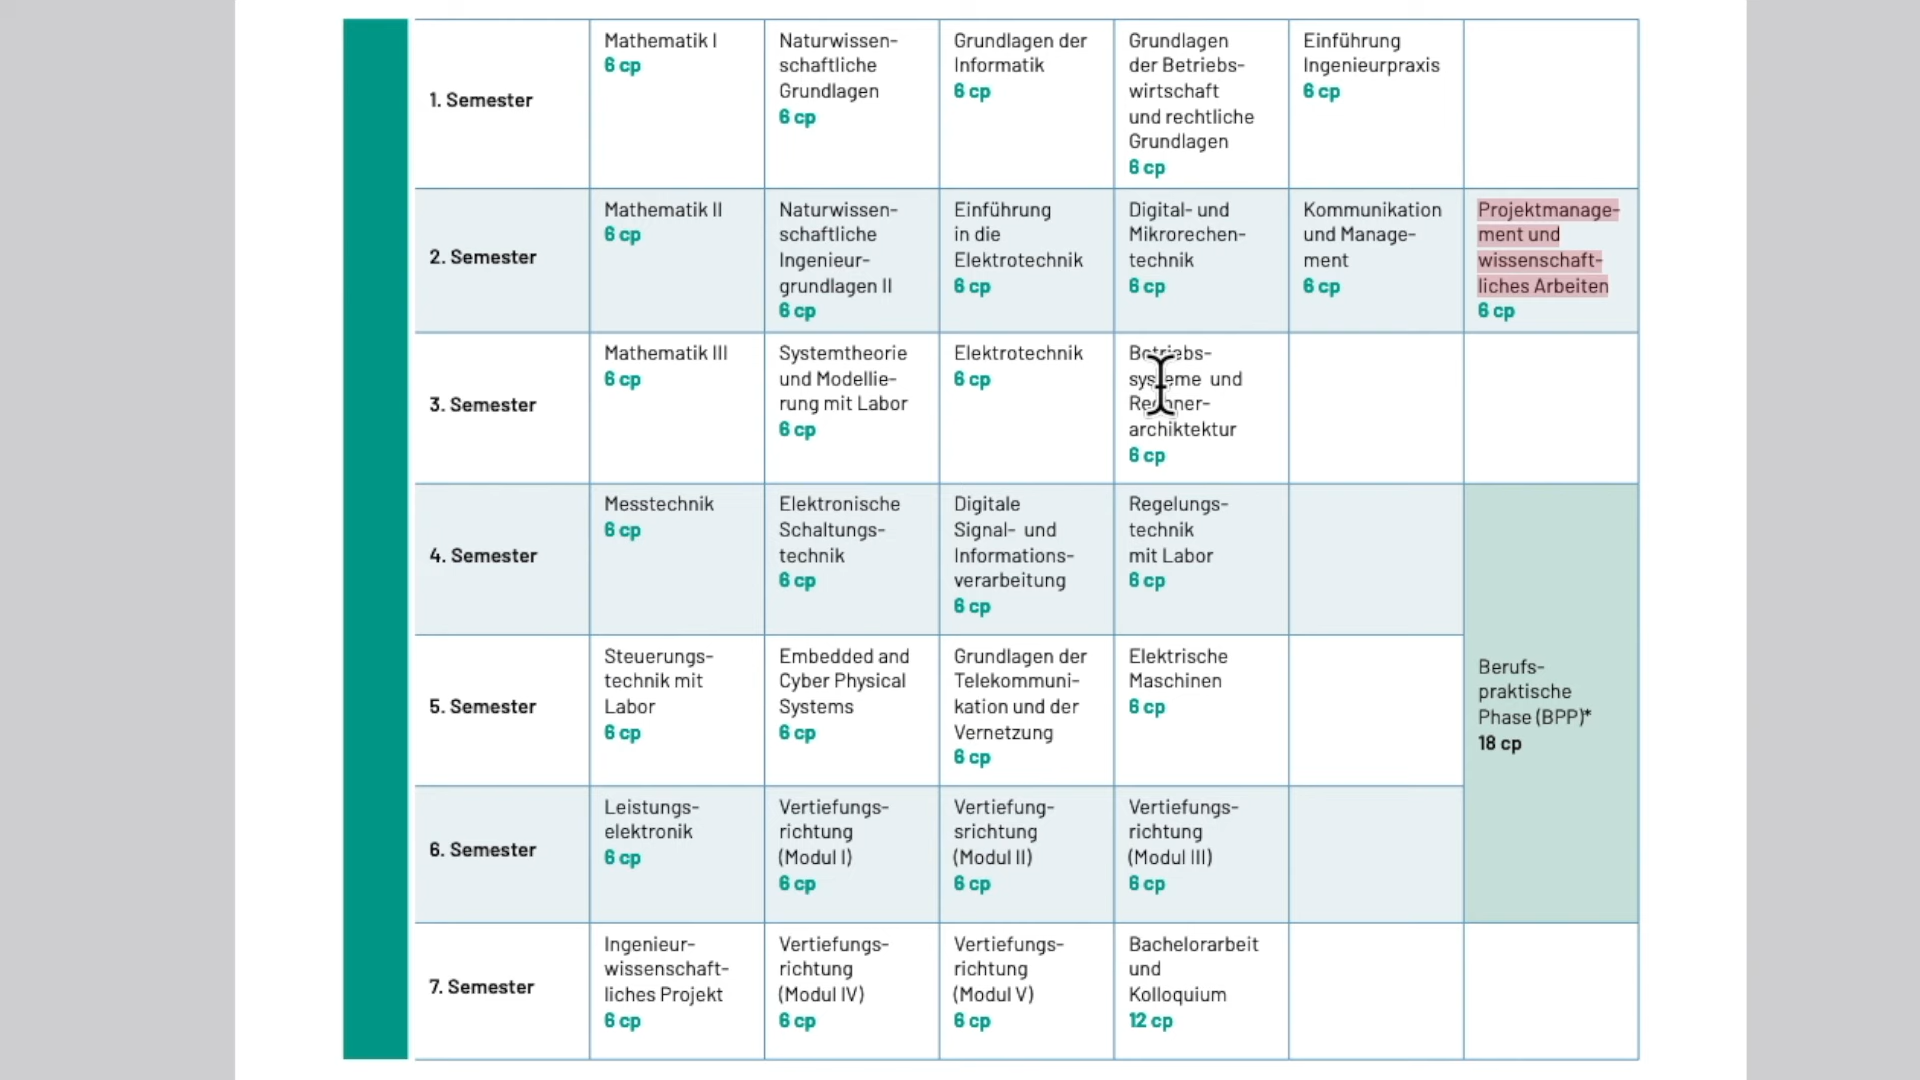 1. Semester
Mathematik I
6 cp
Naturwissen-
schaftliche
Grundlagen
6 cp
Grundlagen der
Informatik
6 cp
Grundlagen
der Betriebs-
wirtschaft
und rechtliche
Grundlagen
6 cp
Einführung
Ingenieurpraxis
6 cp
2. Semester
Mathematik II
6 cp
Naturwissen-
schaftliche
Ingenieur-
grundlagen II
6 cp
Einführung
in die
Elektrotechnik
6 cp
Digital- und
Mikrorechen-
technik
6 cp
Kommunikation
und Manage-
ment
6 cp
Projektmanage-
ment und
wissenschaft-
liches Arbeiten
6 cp
3. Semester
Mathematik III
6 cp
Systemtheorie
und Modellie-
rung mit Labor
6 cp
Elektrotechnik
6 cp
Betriebs-
systeme und
Rechner-
archiktektur
6 cp
4. Semester
Messtechnik
6 cp
Elektronische
Schaltungs-
technik
6 cp
Digitale
Signal- und
Informations-
verarbeitung
6 cp
Regelungs-
technik
mit Labor
6 cp
5. Semester
Steuerungs-
technik mit
Labor
6 cp
Embedded and
Cyber Physical
Systems
6 cp
Grundlagen der
Telekommuni-
kation und der
Vernetzung
6 cp
Elektrische
Maschinen
6 cp
Berufs-
praktische
Phase (BPP)*
18 cp
6. Semester
Leistungs-
elektronik
6 cp
Vertiefungs-
richtung
(Modul I)
6 cp
Vertiefung-
srichtung
(Modul II)
6 cp
Vertiefungs-
richtung
(Modul III)
6 cp
7. Semester
Ingenieur-
wissenschaft-
liches Projekt
6 cp
Vertiefungs-
richtung
(Modul IV)
6 cp
Vertiefungs-
richtung
(Modul V)
6 cp
Bachelorarbeit
und
Kolloquium
12 cp